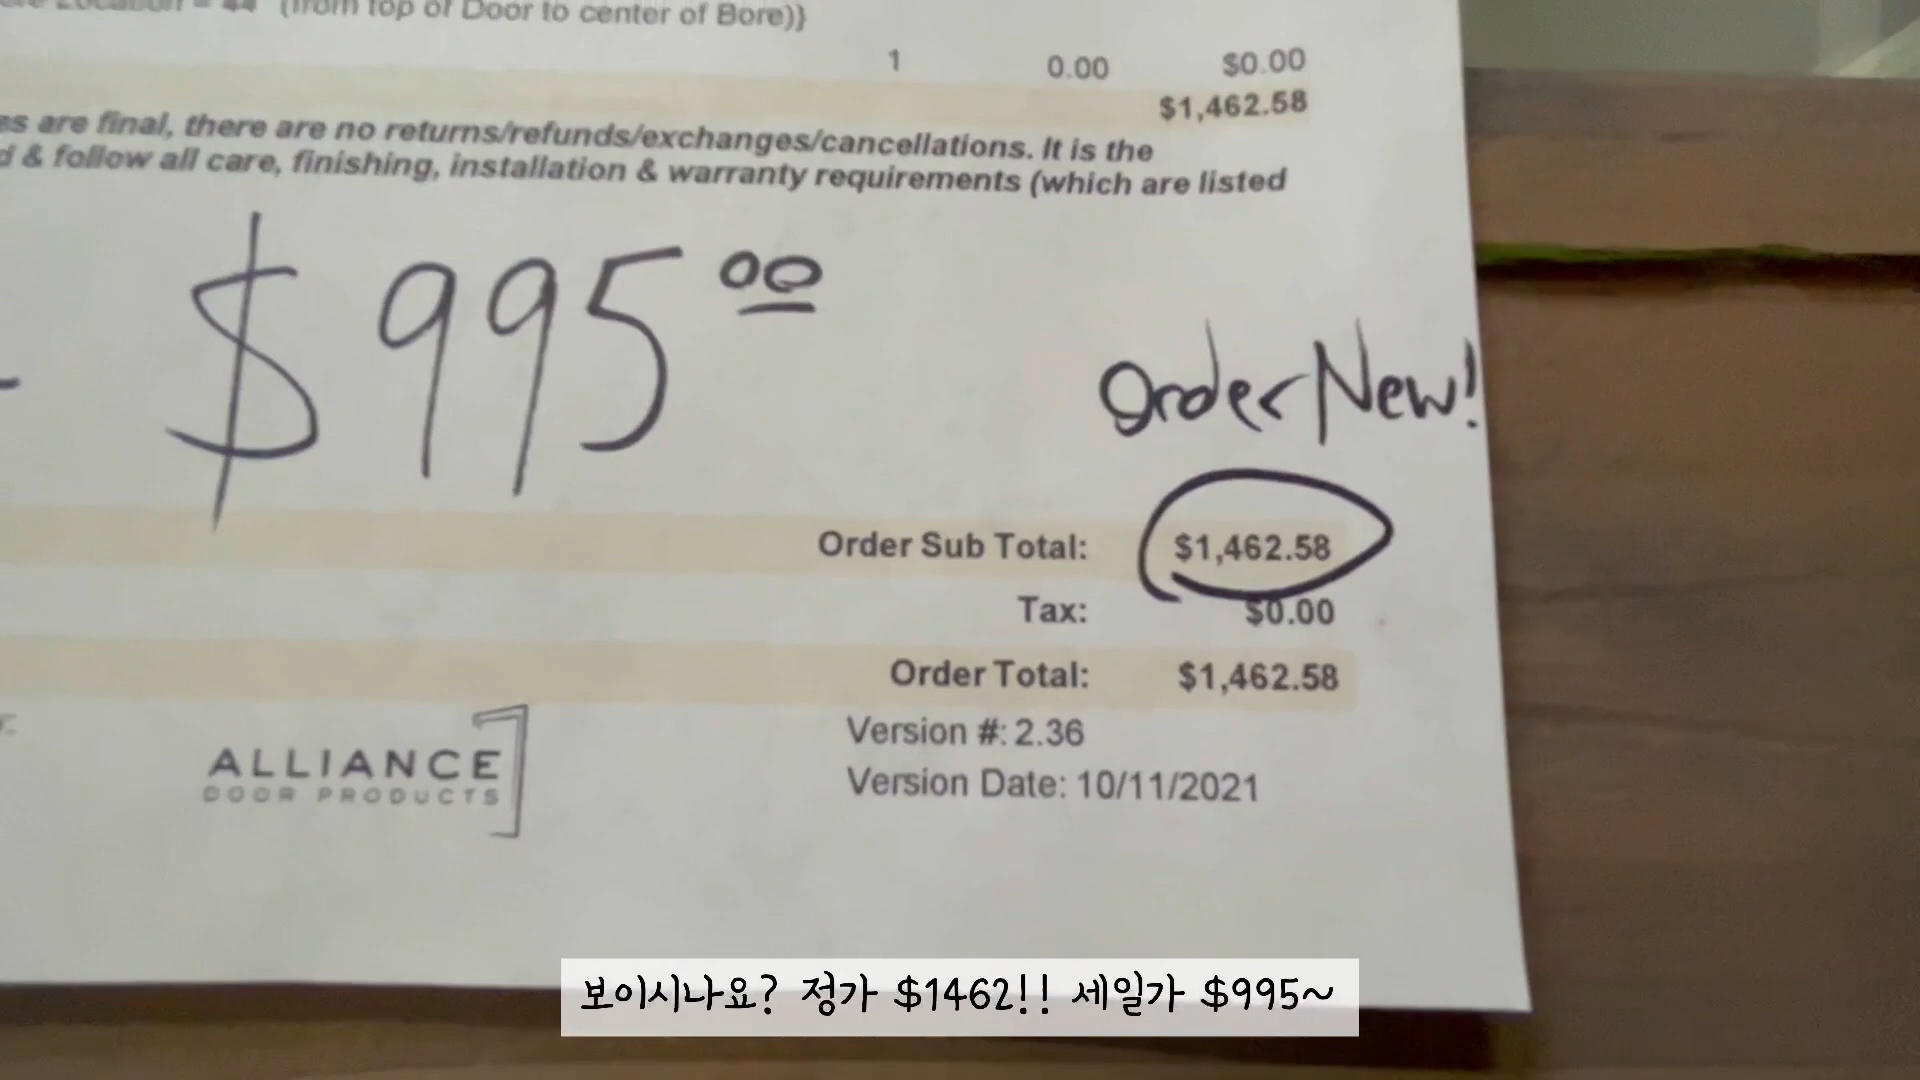 (from top of Door to center of Bore)}
1 0.00 $0.00
$1,462.58
are final, there are no returns/refunds/exchanges/cancellations. It is the
& follow all care, finishing, installation & warranty requirements (which are listed
$995.00
Order New!
Order Sub Total: $1,462.58
Tax: $0.00
Order Total: $1,462.58
Version #: 2.36
Version Date: 10/11/2021
ALLIANCE
DOOR PRODUCTS
보이시나요? 정가 $1462!! 세일가 $995~